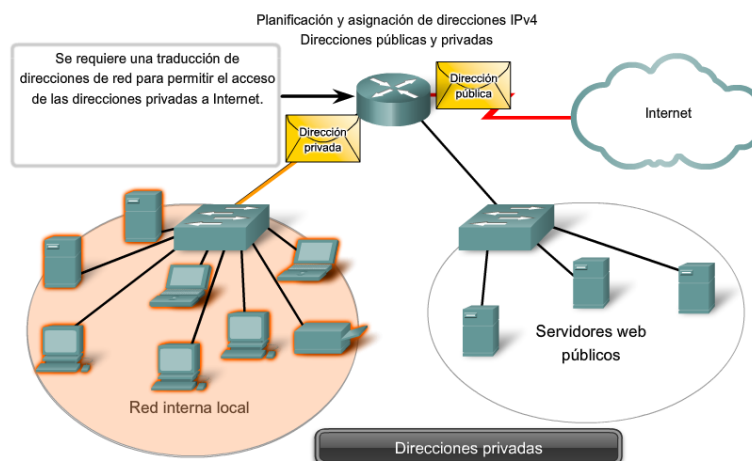 Planificación y asignación de direcciones IPv4
Direcciones públicas y privadas
Se requiere una traducción de
direcciones de red para permitir el acceso
de las direcciones privadas a Internet.
Dirección
pública
Internet
Dirección
privada
Servidores web
públicos
Red interna local
Direcciones privadas